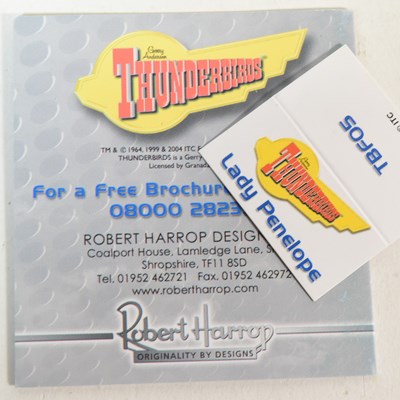 Gerry Anderson
THUNDERBIRDS
TM & © 1964, 1999 & 2004 ITC
THUNDERBIRDS is a Gerry
Licensed by Granada
For a Free Brochur
08000 2823
ROBERT HARROP DESIGN
Coalport House, Lamledge Lane, S
Shropshire, TF11 8SD
Tel. 01952 462721 Fax. 01952 462972
www.robertharrop.com
Robert Harrop
ORIGINALITY BY DESIGNS
ITC
TBF05
THUNDERBIRDS
Lady Penelope